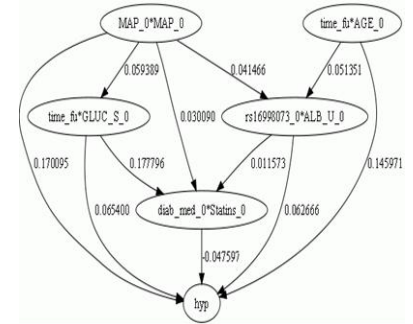 MAP_0*MAP_0
time_fu*AGE_0
0.059389
0.041466
0.051351
time_fu*GLUC_S_0
0.030090
rs16998073_0*ALB_U_0
0.170095
0.177796
0.011573
0.145971
0.065400
diab_med_0*Statins_0
0.062666
-0.047597
hyp